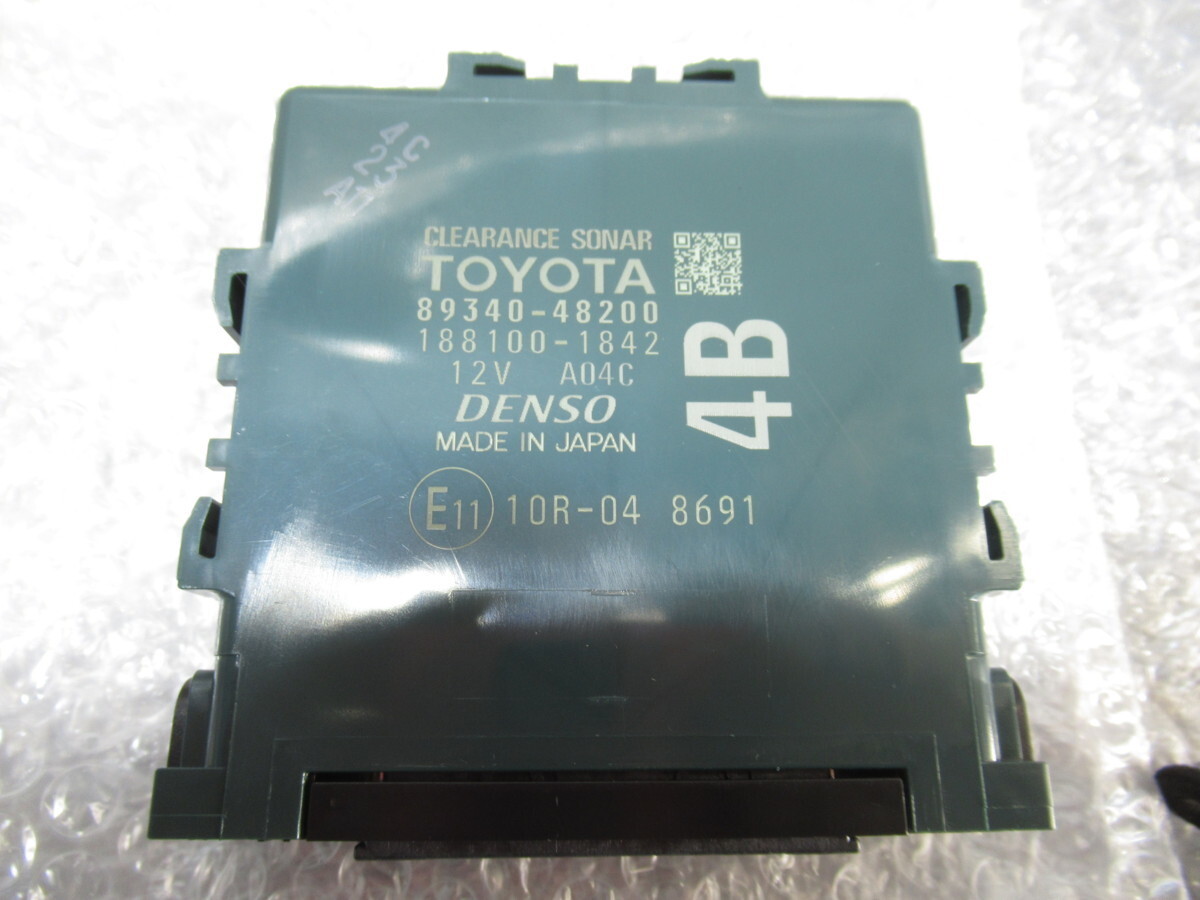 CLEARANCE SONAR
TOYOTA
89340-48200
188100-1842
12V A04C
DENSO
MADE IN JAPAN
4B
E11 10R-04 8691